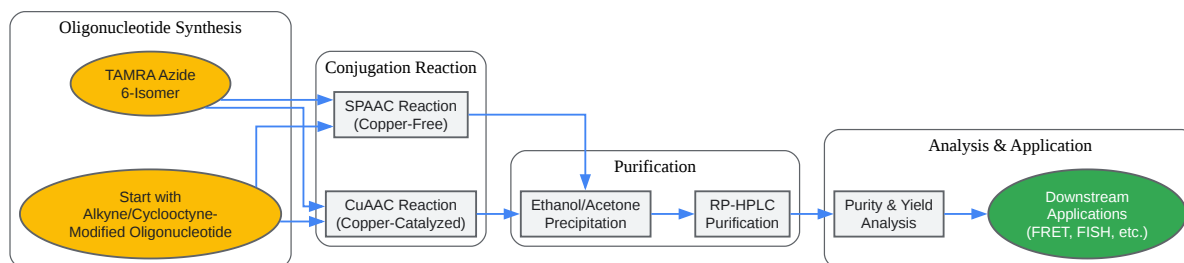 Oligonucleotide Synthesis
TAMRA Azide
6-Isomer
Start with
Alkyne/Cyclooctyne-
Modified Oligonucleotide
Conjugation Reaction
SPAAC Reaction
(Copper-Free)
CuAAC Reaction
(Copper-Catalyzed)
Purification
Ethanol/Acetone
Precipitation
RP-HPLC
Purification
Analysis & Application
Purity & Yield
Analysis
Downstream
Applications
(FRET, FISH, etc.)